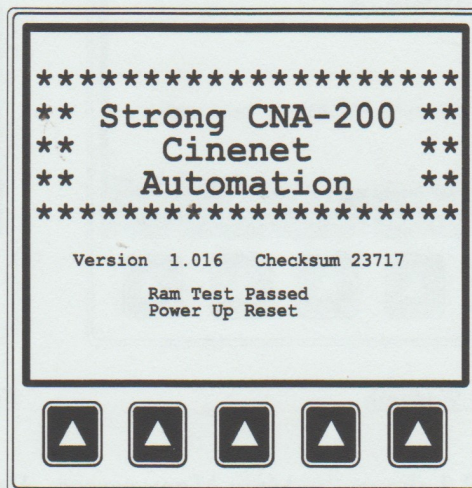 ********************
** Strong CNA-200 **
** Cinenet **
** Automation **
********************
Version 1.016 Checksum 23717
Ram Test Passed
Power Up Reset